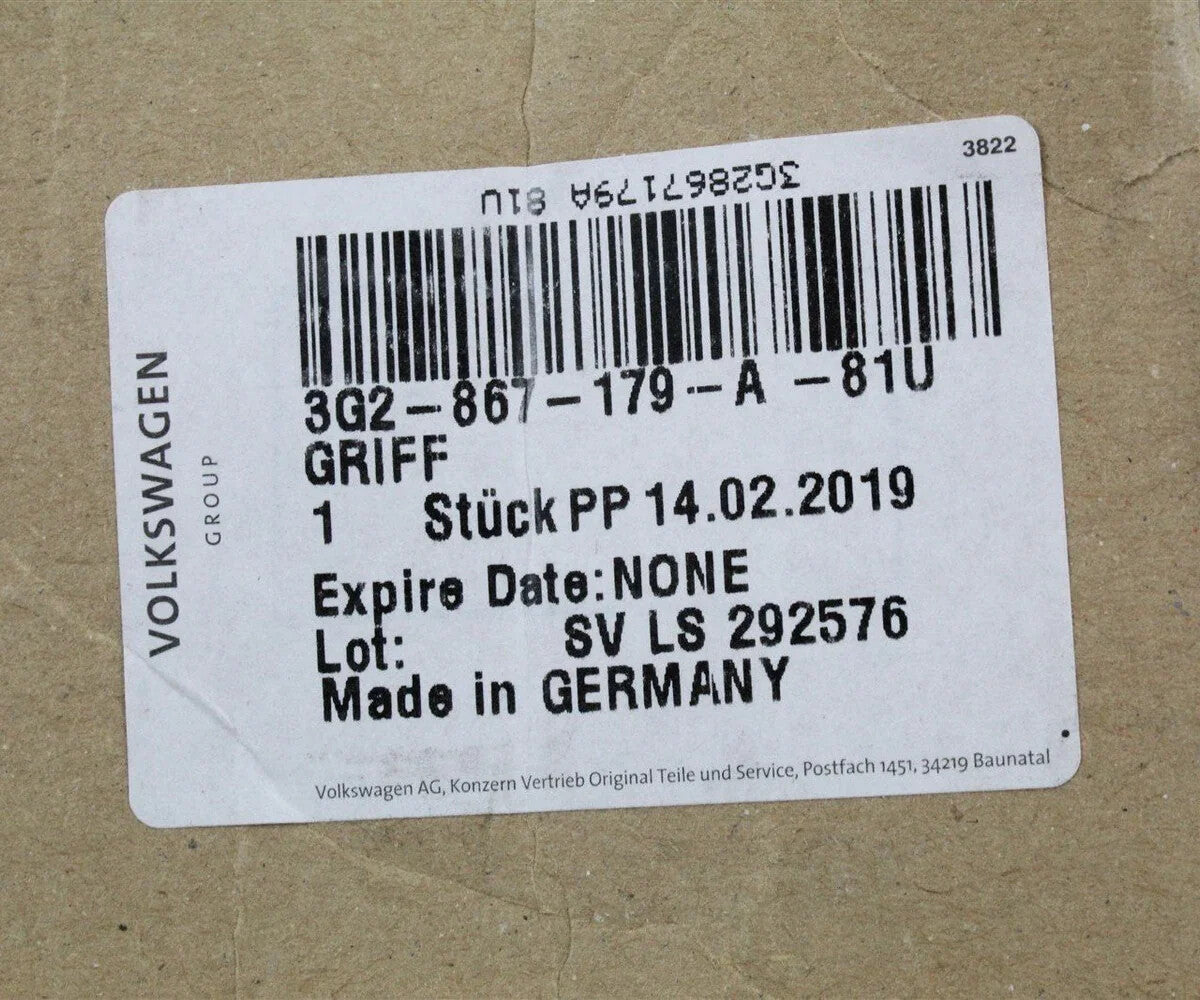 3822
3G2867179A 81U
3G2-867-179-A -81U
GRIFF
1 Stück PP 14.02.2019
Expire Date:NONE
Lot: SV LS 292576
Made in GERMANY
Volkswagen AG, Konzern Vertrieb Original Teile und Service, Postfach 1451, 34219 Baunatal
VOLKSWAGEN
GROUP